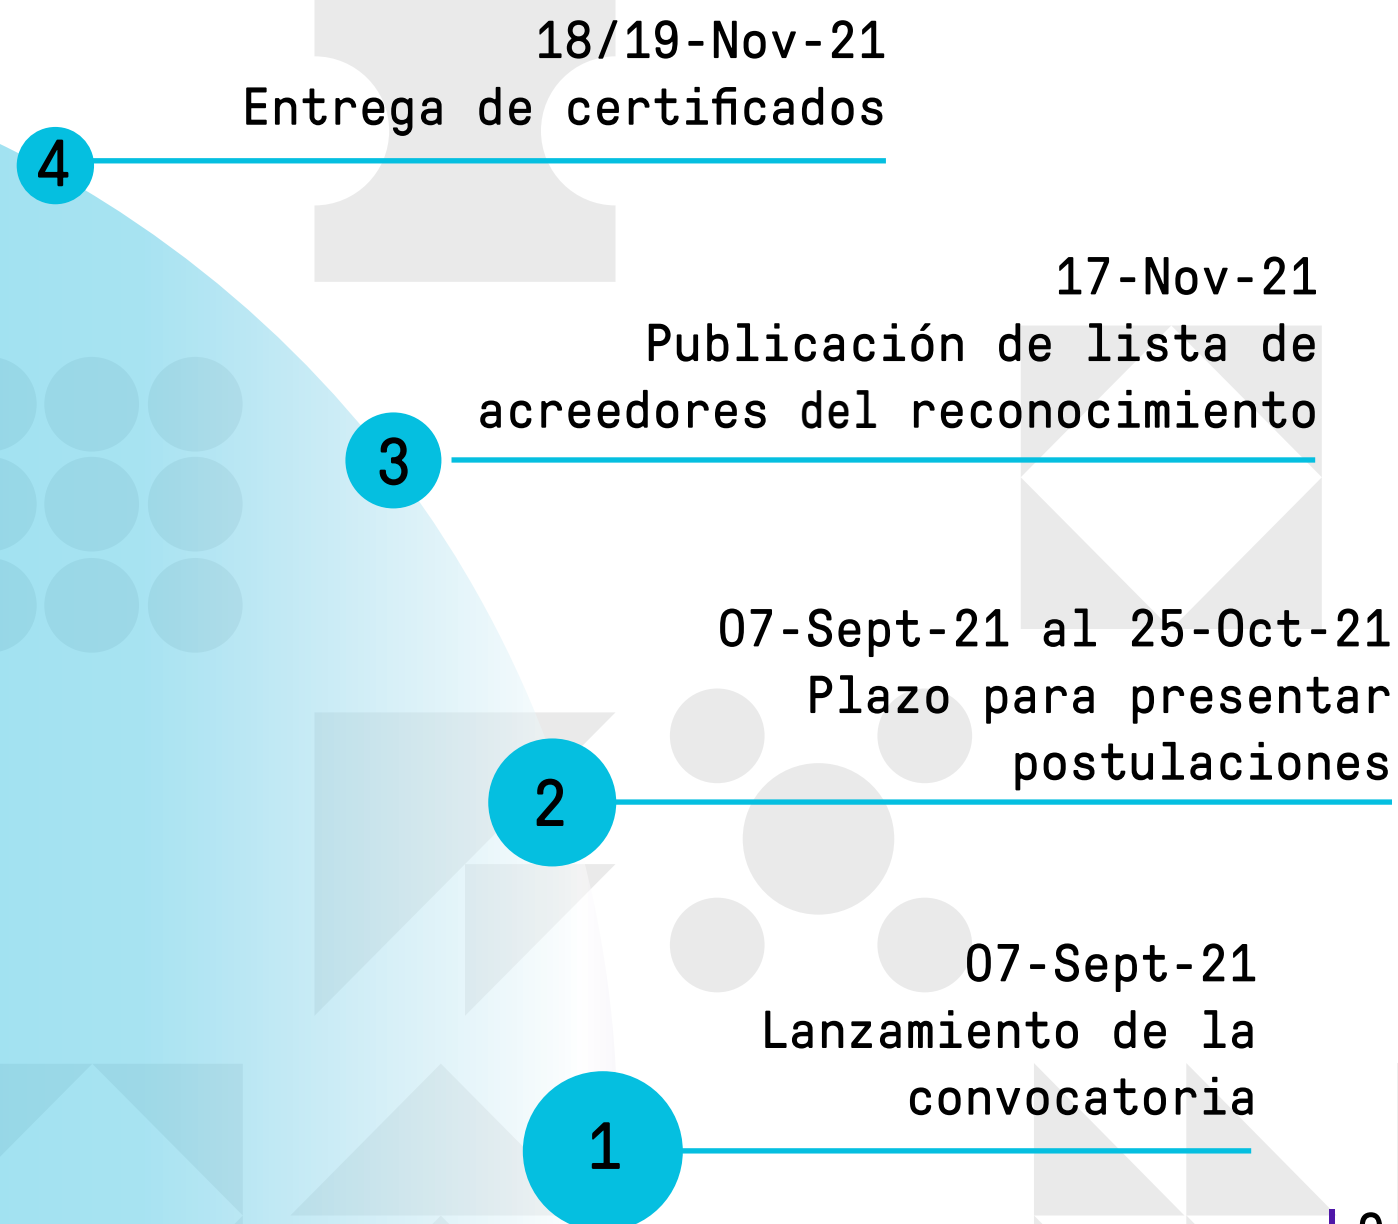 18/19-Nov-21
Entrega de certificados
4
17-Nov-21
Publicación de lista de
acreedores del reconocimiento
3
07-Sept-21 al 25-Oct-21
Plazo para presentar
postulaciones
2
07-Sept-21
Lanzamiento de la
convocatoria
1